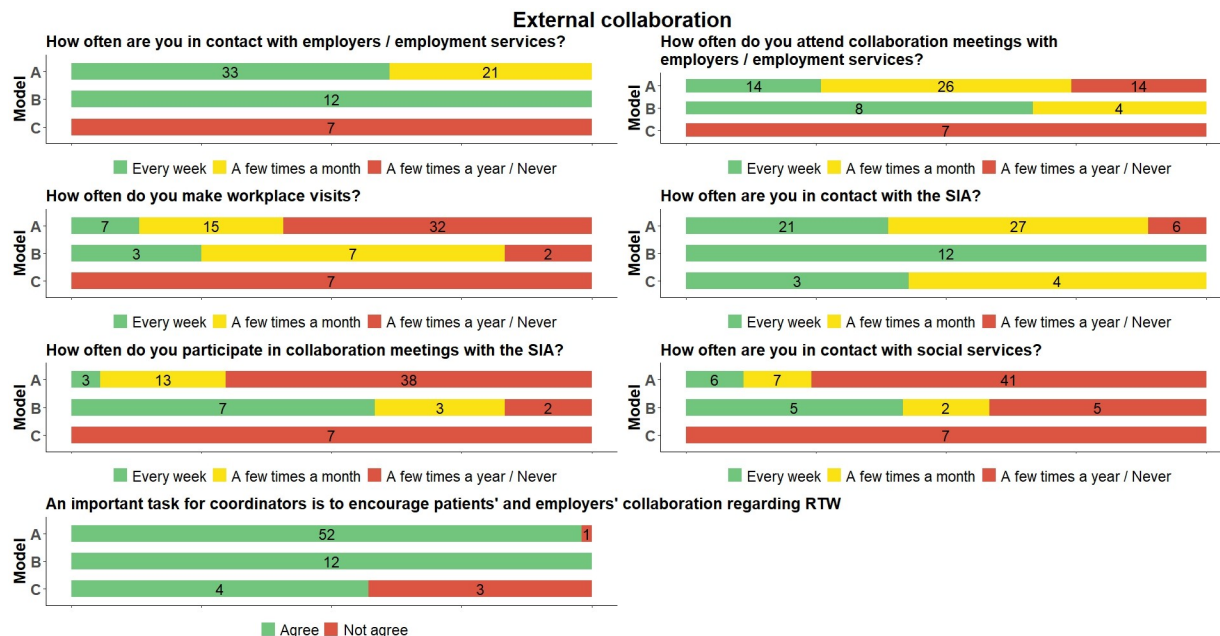 External collaboration
How often are you in contact with employers / employment services?
Model
A 33 21
B 12
C 7
Every week A few times a month A few times a year / Never
How often do you attend collaboration meetings with
employers / employment services?
Model
A 14 26 14
B 8 4
C 7
Every week A few times a month A few times a year / Never
How often do you make workplace visits?
Model
A 7 15 32
B 3 7 2
C 7
Every week A few times a month A few times a year / Never
How often are you in contact with the SIA?
Model
A 21 27 6
B 12
C 3 4
Every week A few times a month A few times a year / Never
How often do you participate in collaboration meetings with the SIA?
Model
A 3 13 38
B 7 3 2
C 7
Every week A few times a month A few times a year / Never
How often are you in contact with social services?
Model
A 6 7 41
B 5 2 5
C 7
Every week A few times a month A few times a year / Never
An important task for coordinators is to encourage patients' and employers' collaboration regarding RTW
Model
A 52 1
B 12
C 4 3
Agree Not agree